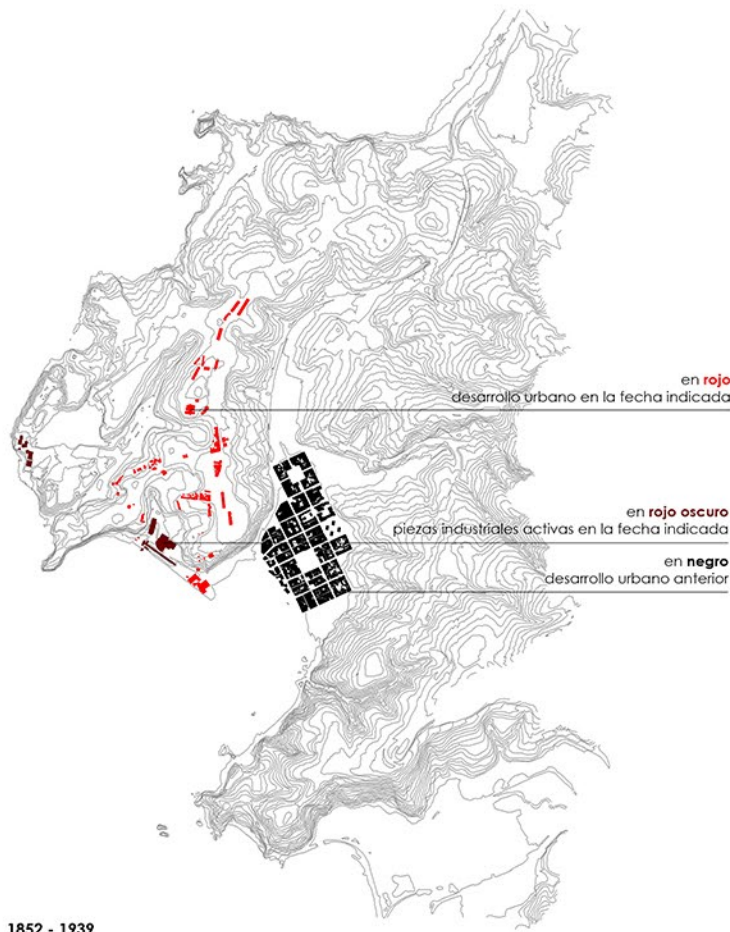 en rojo
desarrollo urbano en la fecha indicada
en rojo oscuro
piezas industriales activas en la fecha indicada
en negro
desarrollo urbano anterior
1852 - 1939